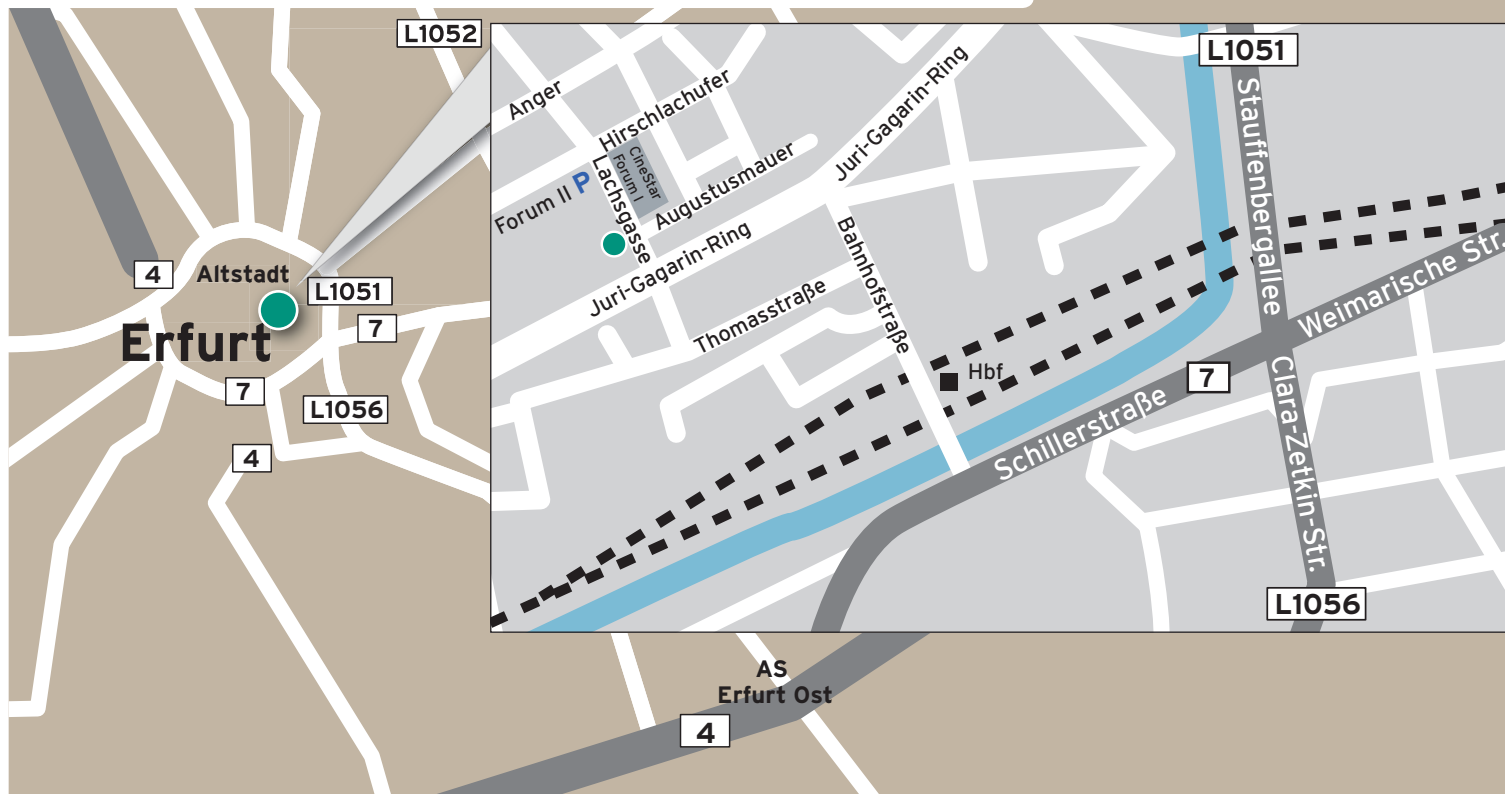 L1052
4
Altstadt
L1051
Erfurt
7
7
L1056
4
AS
Erfurt Ost
4
Anger
Hirschlachufer
Juri-Gagarin-Ring
L1051
CineStar
Forum I
Forum II P
Lachsgasse
Augustusmauer
Juri-Gagarin-Ring
Bahnhofstraße
Stauffenbergallee
Thomasstraße
Weimarische Str.
Hbf
7
Schillerstraße
Clara-Zetkin-Str.
L1056